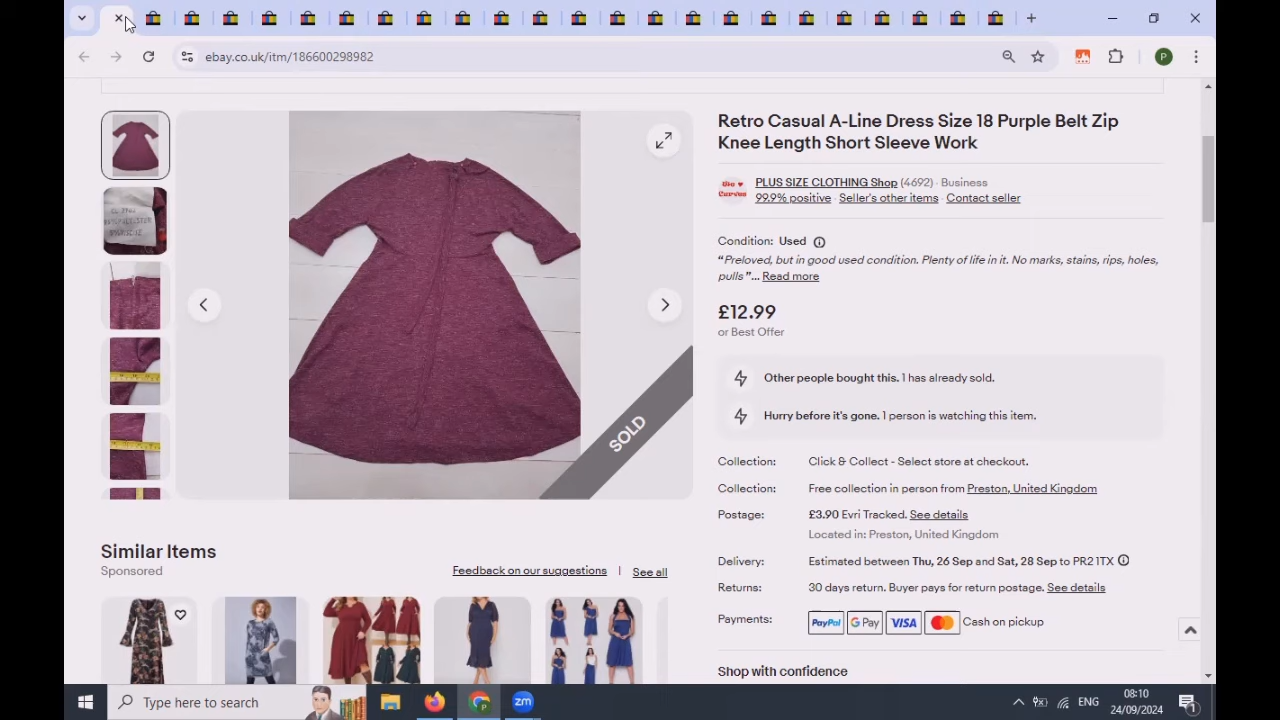 ebay.co.uk/itm/186600298982
P
Retro Casual A-Line Dress Size 18 Purple Belt Zip
Knee Length Short Sleeve Work
PLUS SIZE CLOTHING Shop (4692) · Business
99.9% positive · Seller's other items · Contact seller
Condition: Used
“Preloved, but in good used condition. Plenty of life in it. No marks, stains, rips, holes,
pulls”... Read more
£12.99
or Best Offer
Other people bought this. 1 has already sold.
Hurry before it's gone. 1 person is watching this item.
SOLD
Collection: Click & Collect - Select store at checkout.
Collection: Free collection in person from Preston, United Kingdom
Postage: £3.90 Evri Tracked. See details
Located in: Preston, United Kingdom
Delivery: Estimated between Thu, 26 Sep and Sat, 28 Sep to PR2 1TX
Returns: 30 days return. Buyer pays for return postage. See details
Payments: PayPal G Pay VISA Cash on pickup
Shop with confidence
Similar Items
Sponsored
Feedback on our suggestions | See all
Type here to search
zm
ENG
08:10
24/09/2024
1